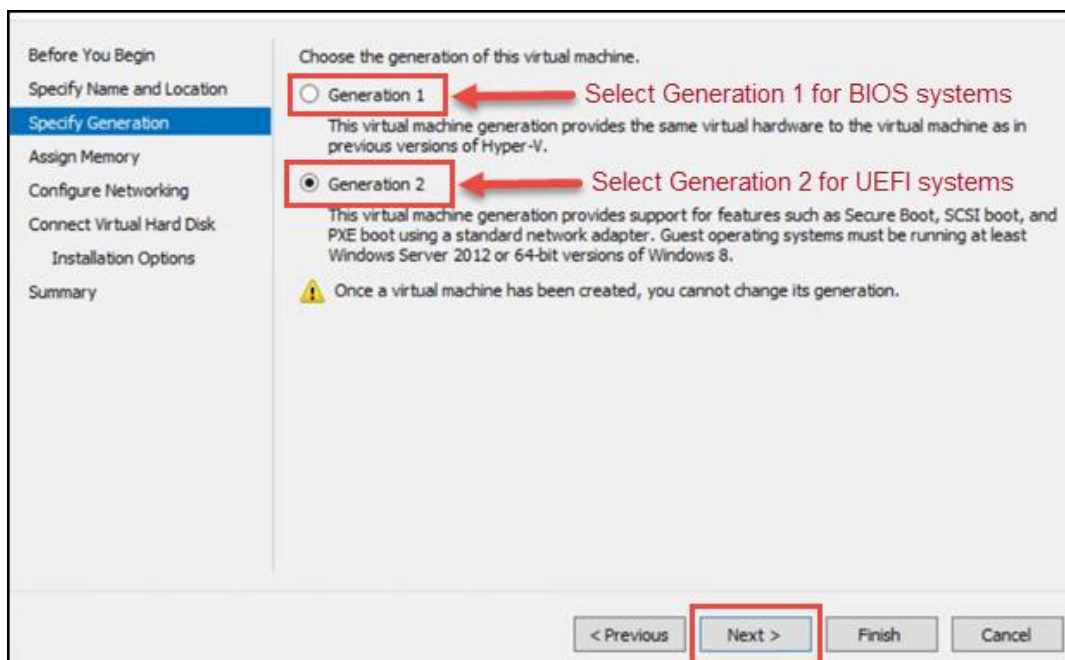 Before You Begin
Specify Name and Location
Specify Generation
Assign Memory
Configure Networking
Connect Virtual Hard Disk
Installation Options
Summary
Choose the generation of this virtual machine.
Generation 1
Select Generation 1 for BIOS systems
This virtual machine generation provides the same virtual hardware to the virtual machine as in
previous versions of Hyper-V.
Generation 2
Select Generation 2 for UEFI systems
This virtual machine generation provides support for features such as Secure Boot, SCSI boot, and
PXE boot using a standard network adapter. Guest operating systems must be running at least
Windows Server 2012 or 64-bit versions of Windows 8.
Once a virtual machine has been created, you cannot change its generation.
< Previous
Next >
Finish
Cancel